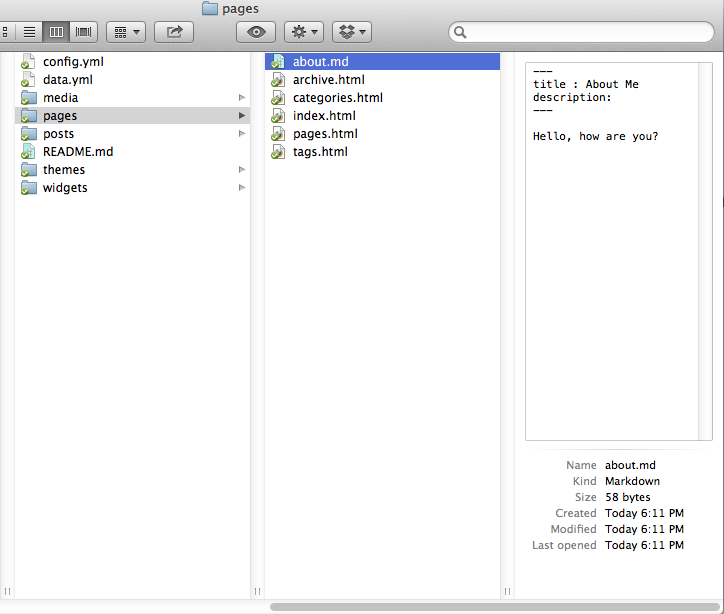 pages
config.yml
data.yml
media
pages
posts
README.md
themes
widgets
about.md
archive.html
categories.html
index.html
pages.html
tags.html
---
title : About Me
description:
---
Hello, how are you?
Name about.md
Kind Markdown
Size 58 bytes
Created Today 6:11 PM
Modified Today 6:11 PM
Last opened Today 6:11 PM